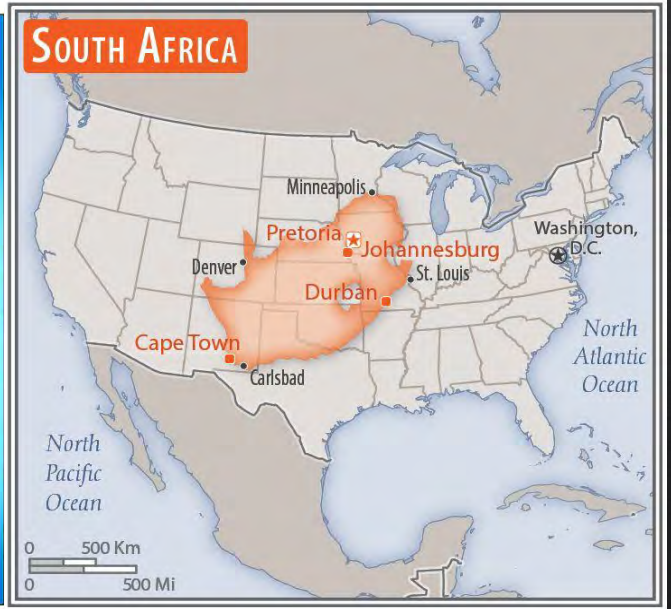 SOUTH AFRICA
Minneapolis
Pretoria
Johannesburg
Washington,
D.C.
Denver
St. Louis
Durban
Cape Town
Carlsbad
North
Atlantic
Ocean
North
Pacific
Ocean
0 500 Km
0 500 Mi